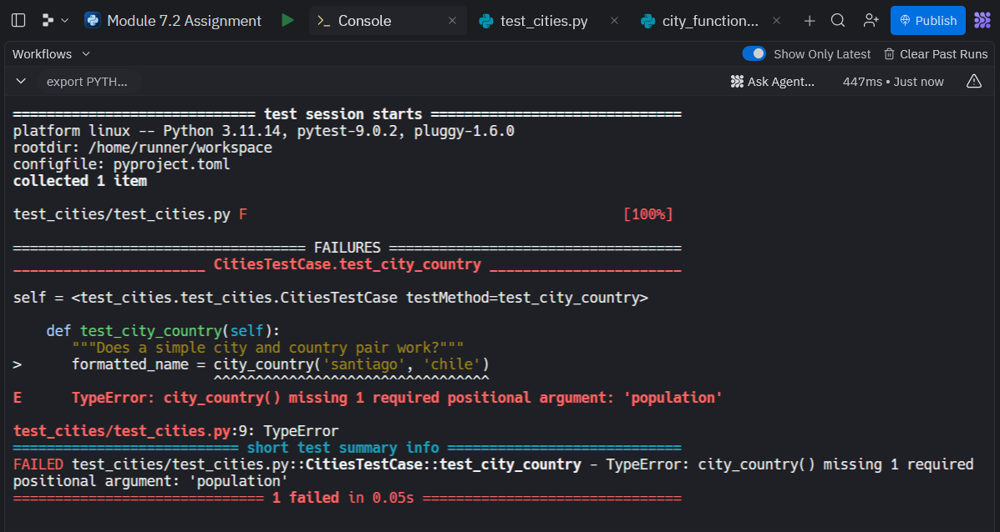 Module 7.2 Assignment
>_ Console
test_cities.py
city_function...
Publish
Workflows
Show Only Latest
Clear Past Runs
export PYTH...
Ask Agent...
447ms • Just now
============================= test session starts ==============================
platform linux -- Python 3.11.14, pytest-9.0.2, pluggy-1.6.0
rootdir: /home/runner/workspace
configfile: pyproject.toml
collected 1 item
test_cities/test_cities.py F                                             [100%]
=================================== FAILURES ===================================
_______________________ CitiesTestCase.test_city_country _______________________
self = <test_cities.test_cities.CitiesTestCase testMethod=test_city_country>
    def test_city_country(self):
       """Does a simple city and country pair work?"""
>      formatted_name = city_country('santiago', 'chile')
                        ^^^^^^^^^^^^^^^^^^^^^^^^^^^^^^^^^
E      TypeError: city_country() missing 1 required positional argument: 'population'
test_cities/test_cities.py:9: TypeError
=========================== short test summary info ============================
FAILED test_cities/test_cities.py::CitiesTestCase::test_city_country - TypeError: city_country() missing 1 required
positional argument: 'population'
============================== 1 failed in 0.05s ===============================